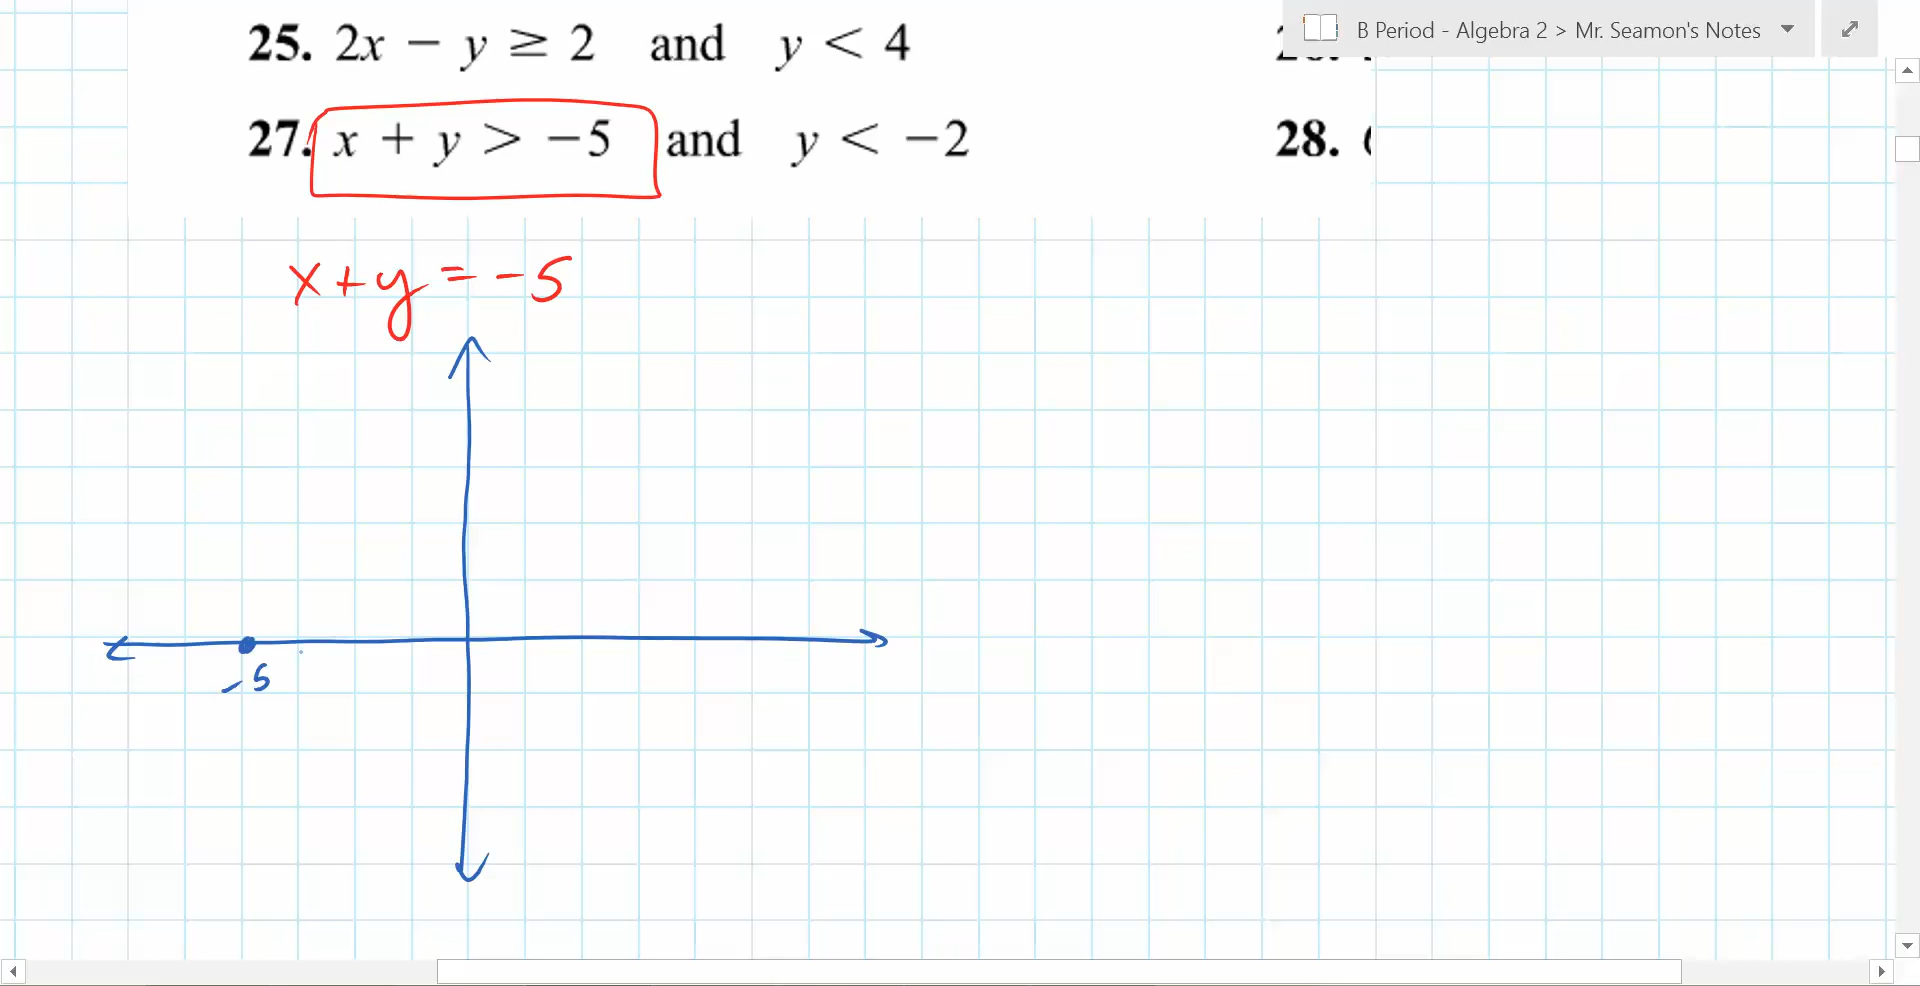 B Period - Algebra 2 > Mr. Seamon's Notes
25. 2x − y ≥ 2 and y < 4
27. x + y > −5 and y < −2
28.
x+y = -5
-5